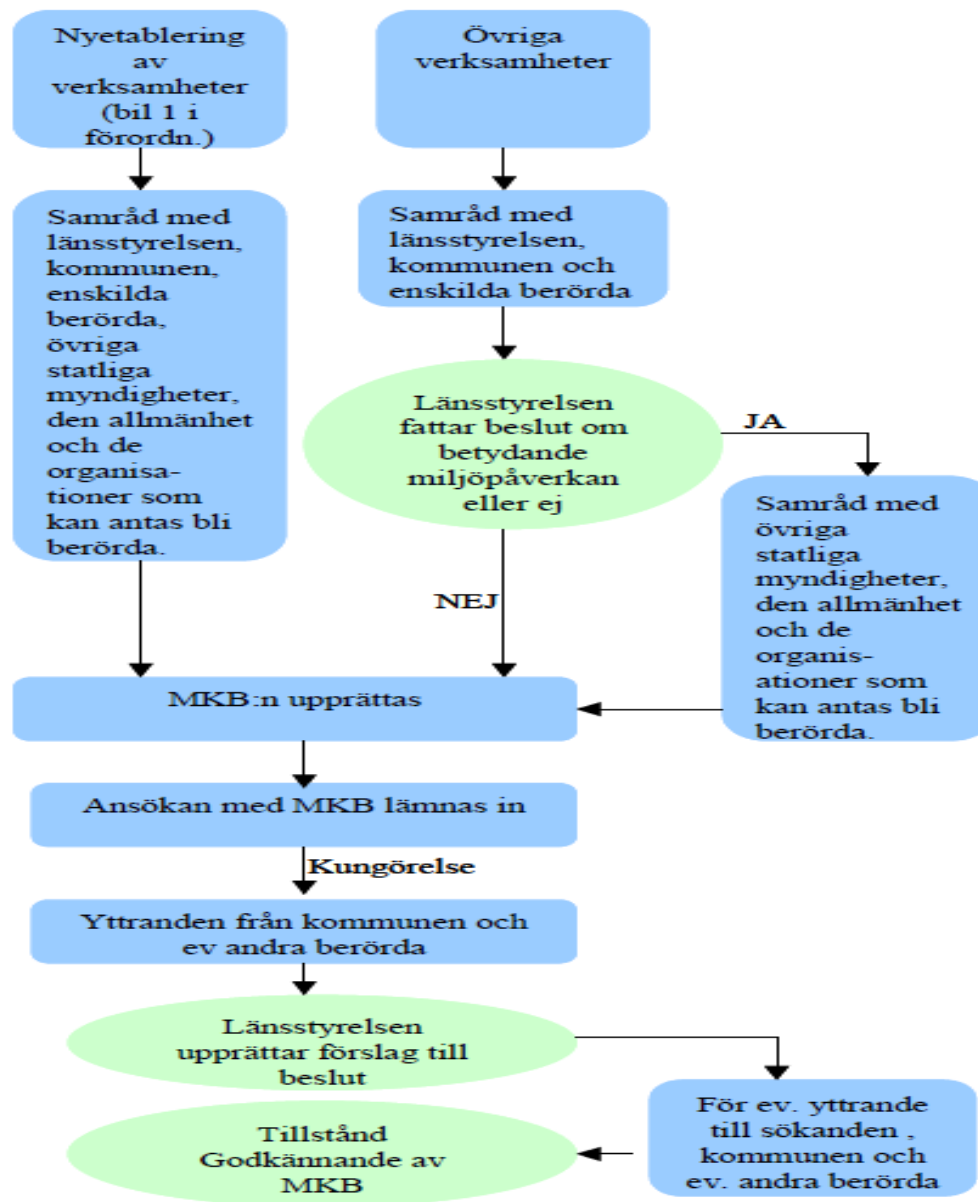 Nyetablering
av
verksamheter
(bil 1 i
förordn.)
Övriga
verksamheter
Samråd med
länsstyrelsen,
kommunen,
enskilda
berörda,
övriga
statliga
myndigheter,
den allmänhet
och de
organisa-
tioner som
kan antas bli
berörda.
Samråd med
länsstyrelsen,
kommunen och
enskilda berörda
Länsstyrelsen
fattar beslut om
betydande
miljöpåverkan
eller ej
JA
NEJ
Samråd med
övriga
statliga
myndigheter,
den allmänhet
och de
organis-
ationer som
kan antas bli
berörda.
MKB:n upprättas
Ansökan med MKB lämnas in
Kungörelse
Yttranden från kommunen och
ev andra berörda
Länsstyrelsen
upprättar förslag till
beslut
För ev. yttrande
till sökanden ,
kommunen och
ev. andra berörda
Tillstånd
Godkännande av
MKB